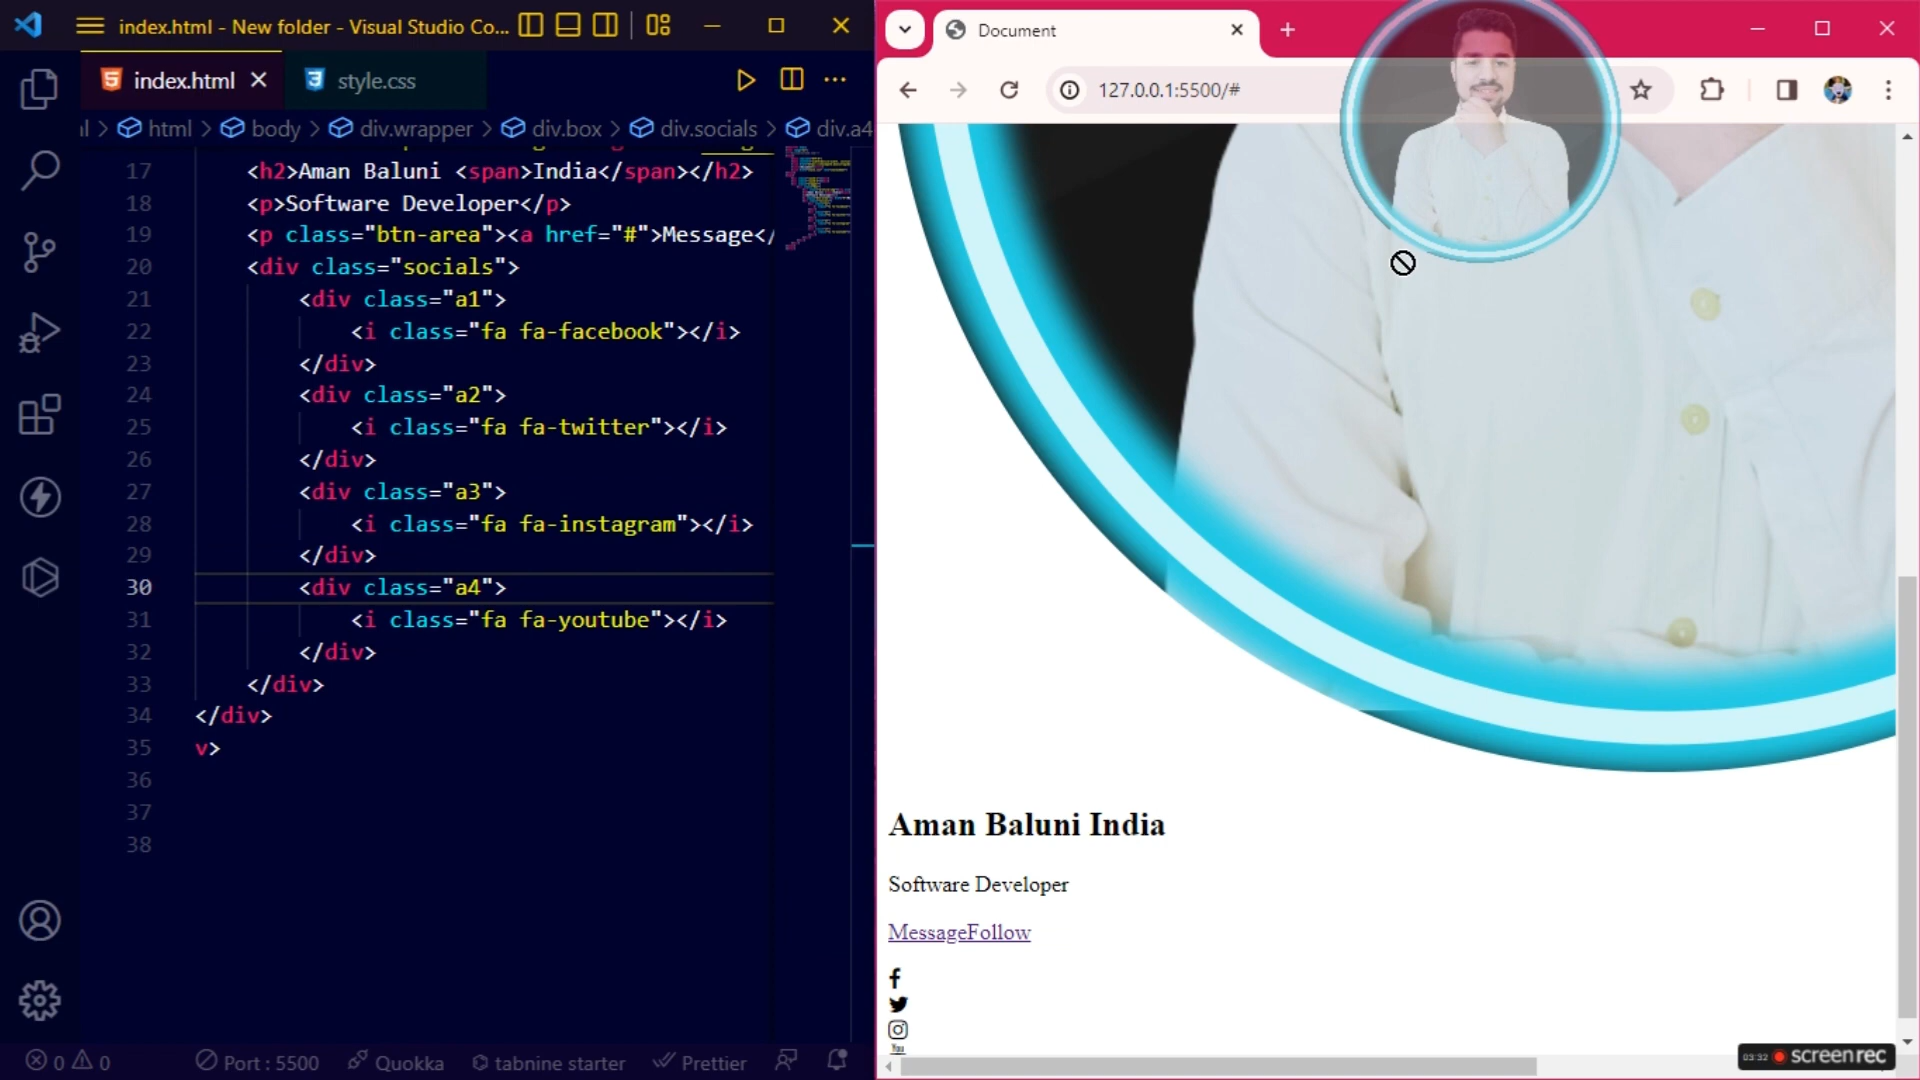 index.html - New folder - Visual Studio Co...
index.html
style.css
html > body > div.wrapper > div.box > div.socials > div.a4
17 <h2>Aman Baluni <span>India</span></h2>
18 <p>Software Developer</p>
19 <p class="btn-area"><a href="#">Message</
20 <div class="socials">
21 <div class="a1">
22 <i class="fa fa-facebook"></i>
23 </div>
24 <div class="a2">
25 <i class="fa fa-twitter"></i>
26 </div>
27 <div class="a3">
28 <i class="fa fa-instagram"></i>
29 </div>
30 <div class="a4">
31 <i class="fa fa-youtube"></i>
32 </div>
33 </div>
34 </div>
35 v>
36
37
38
0 0 Port : 5500 Quokka tabnine starter Prettier
Document
127.0.0.1:5500/#
Aman Baluni India
Software Developer
MessageFollow
You
03:32 screenrec